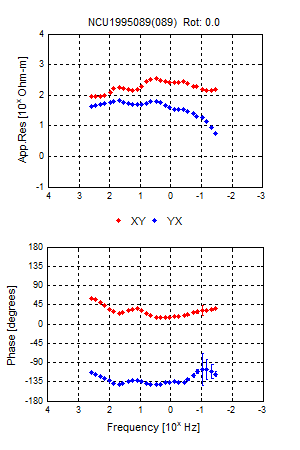 NCU1995089(089) Rot: 0.0
App.Res [10ˣ Ohm-m]
4
3
2
1
0
-1
4 3 2 1 0 -1 -2 -3
XY YX
Phase [degrees]
180
135
90
45
0
-45
-90
-135
-180
4 3 2 1 0 -1 -2 -3
Frequency [10ˣ Hz]